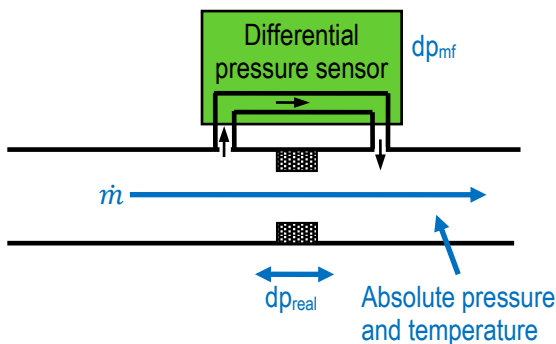 Differential
pressure sensor
dpmf
ṁ
dpreal
Absolute pressure
and temperature